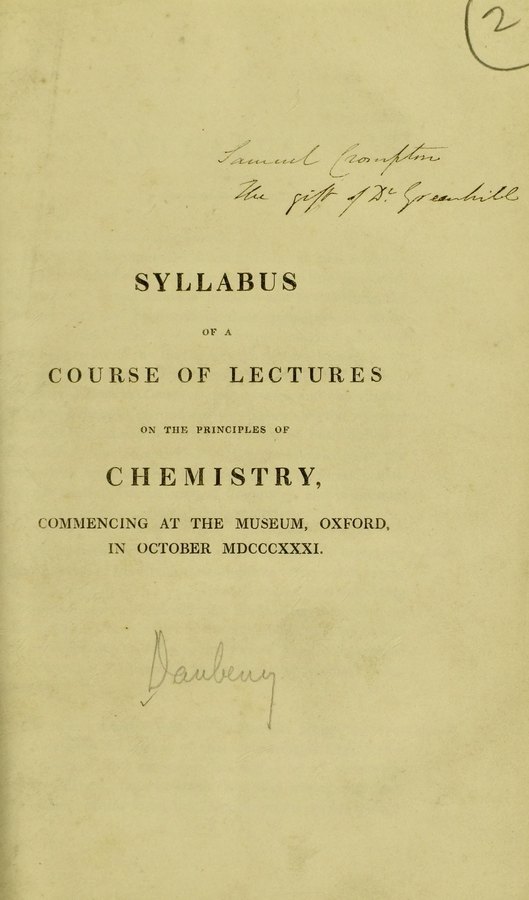 2
Samuel Crompton
The gift of Dr. Greenhill
SYLLABUS
OF A
COURSE OF LECTURES
ON THE PRINCIPLES OF
CHEMISTRY,
COMMENCING AT THE MUSEUM, OXFORD,
IN OCTOBER MDCCCXXXI.
Daubeny